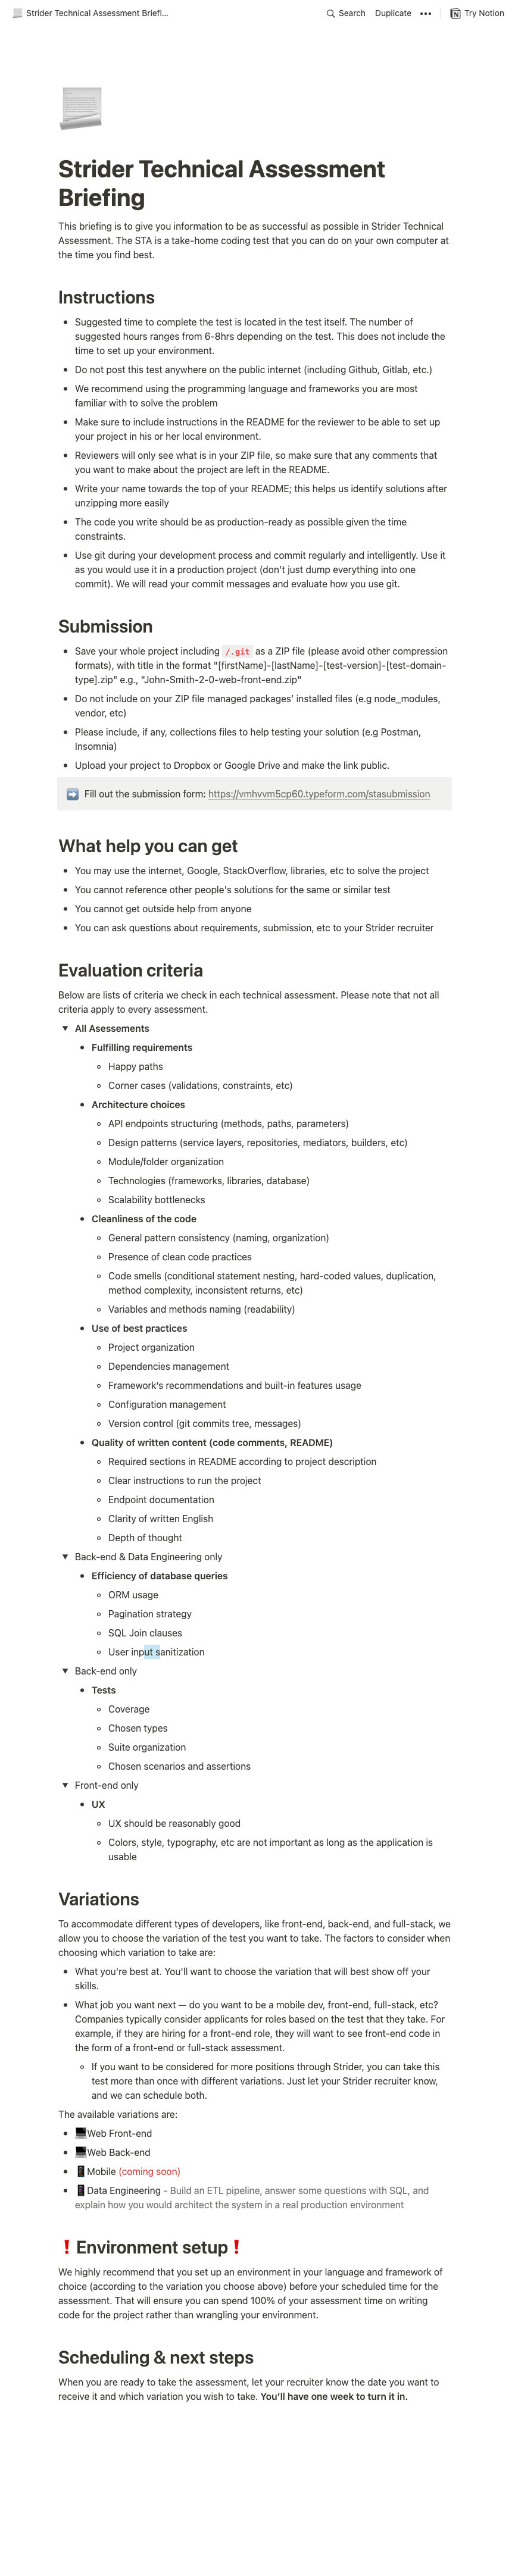 Strider Technical Assessment Briefi...
Search
Duplicate
Try Notion
Strider Technical Assessment
Briefing
This briefing is to give you information to be as successful as possible in Strider Technical
Assessment. The STA is a take-home coding test that you can do on your own computer at
the time you find best.
Instructions
• Suggested time to complete the test is located in the test itself. The number of
suggested hours ranges from 6-8hrs depending on the test. This does not include the
time to set up your environment.
• Do not post this test anywhere on the public internet (including Github, Gitlab, etc.)
• We recommend using the programming language and frameworks you are most
familiar with to solve the problem
• Make sure to include instructions in the README for the reviewer to be able to set up
your project in his or her local environment.
• Reviewers will only see what is in your ZIP file, so make sure that any comments that
you want to make about the project are left in the README.
• Write your name towards the top of your README; this helps us identify solutions after
unzipping more easily
• The code you write should be as production-ready as possible given the time
constraints.
• Use git during your development process and commit regularly and intelligently. Use it
as you would use it in a production project (don't just dump everything into one
commit). We will read your commit messages and evaluate how you use git.
Submission
• Save your whole project including /.git as a ZIP file (please avoid other compression
formats), with title in the format "[firstName]-[lastName]-[test-version]-[test-domain-
type].zip" e.g., "John-Smith-2-0-web-front-end.zip"
• Do not include on your ZIP file managed packages' installed files (e.g node_modules,
vendor, etc)
• Please include, if any, collections files to help testing your solution (e.g Postman,
Insomnia)
• Upload your project to Dropbox or Google Drive and make the link public.
➡️ Fill out the submission form: https://vmhvvm5cp60.typeform.com/stasubmission
What help you can get
• You may use the internet, Google, StackOverflow, libraries, etc to solve the project
• You cannot reference other people's solutions for the same or similar test
• You cannot get outside help from anyone
• You can ask questions about requirements, submission, etc to your Strider recruiter
Evaluation criteria
Below are lists of criteria we check in each technical assessment. Please note that not all
criteria apply to every assessment.
▼ All Asessements
• Fulfilling requirements
◦ Happy paths
◦ Corner cases (validations, constraints, etc)
• Architecture choices
◦ API endpoints structuring (methods, paths, parameters)
◦ Design patterns (service layers, repositories, mediators, builders, etc)
◦ Module/folder organization
◦ Technologies (frameworks, libraries, database)
◦ Scalability bottlenecks
• Cleanliness of the code
◦ General pattern consistency (naming, organization)
◦ Presence of clean code practices
◦ Code smells (conditional statement nesting, hard-coded values, duplication,
method complexity, inconsistent returns, etc)
◦ Variables and methods naming (readability)
• Use of best practices
◦ Project organization
◦ Dependencies management
◦ Framework's recommendations and built-in features usage
◦ Configuration management
◦ Version control (git commits tree, messages)
• Quality of written content (code comments, README)
◦ Required sections in README according to project description
◦ Clear instructions to run the project
◦ Endpoint documentation
◦ Clarity of written English
◦ Depth of thought
▼ Back-end & Data Engineering only
• Efficiency of database queries
◦ ORM usage
◦ Pagination strategy
◦ SQL Join clauses
◦ User input sanitization
▼ Back-end only
• Tests
◦ Coverage
◦ Chosen types
◦ Suite organization
◦ Chosen scenarios and assertions
▼ Front-end only
• UX
◦ UX should be reasonably good
◦ Colors, style, typography, etc are not important as long as the application is
usable
Variations
To accommodate different types of developers, like front-end, back-end, and full-stack, we
allow you to choose the variation of the test you want to take. The factors to consider when
choosing which variation to take are:
• What you're best at. You'll want to choose the variation that will best show off your
skills.
• What job you want next — do you want to be a mobile dev, front-end, full-stack, etc?
Companies typically consider applicants for roles based on the test that they take. For
example, if they are hiring for a front-end role, they will want to see front-end code in
the form of a front-end or full-stack assessment.
◦ If you want to be considered for more positions through Strider, you can take this
test more than once with different variations. Just let your Strider recruiter know,
and we can schedule both.
The available variations are:
• 💻Web Front-end
• 💻Web Back-end
• 📱Mobile (coming soon)
• 📱Data Engineering - Build an ETL pipeline, answer some questions with SQL, and
explain how you would architect the system in a real production environment
❗Environment setup❗
We highly recommend that you set up an environment in your language and framework of
choice (according to the variation you choose above) before your scheduled time for the
assessment. That will ensure you can spend 100% of your assessment time on writing
code for the project rather than wrangling your environment.
Scheduling & next steps
When you are ready to take the assessment, let your recruiter know the date you want to
receive it and which variation you wish to take. You'll have one week to turn it in.